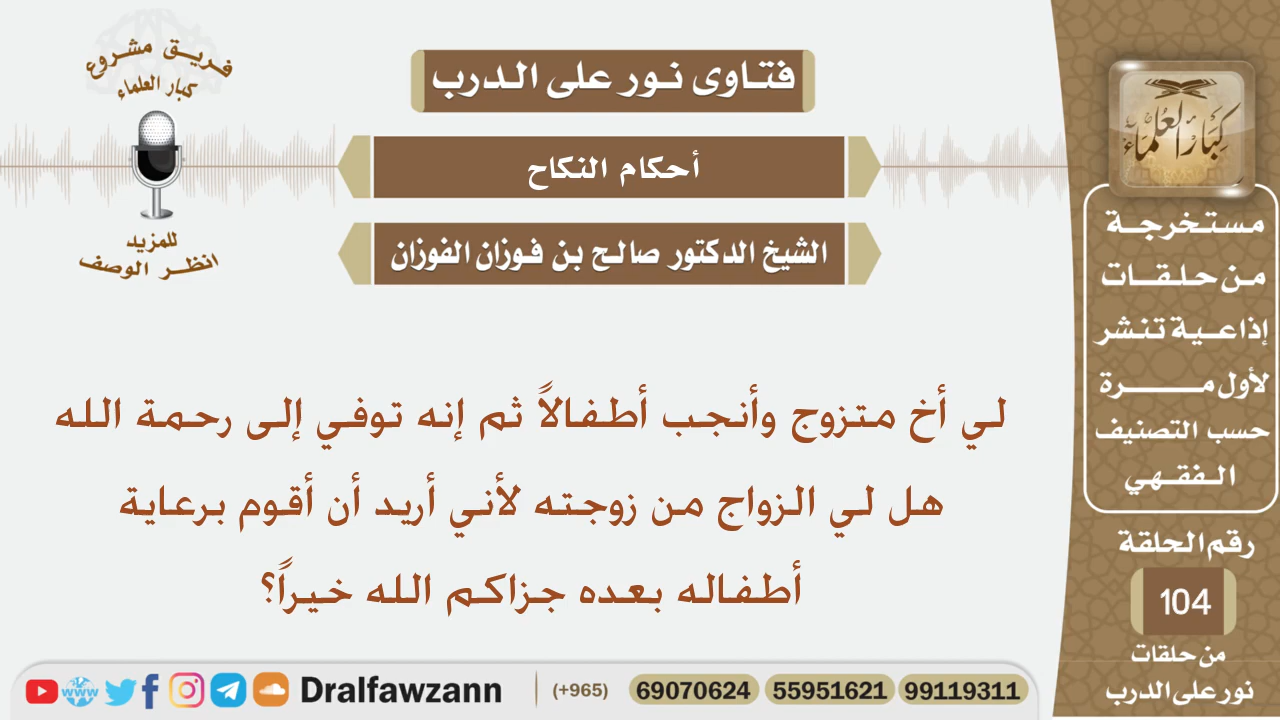 فريق مشروع
كبار العلماء
للمزيد
انظر الوصف
فتاوى نور على الدرب
أحكام النكاح
الشيخ الدكتور صالح بن فوزان الفوزان
لي أخ متزوج وأنجب أطفالاً ثم إنه توفي إلى رحمة الله
هل لي الزواج من زوجته لأني أريد أن أقوم برعاية
أطفاله بعده جزاكم الله خيراً؟
كبار العلماء
مستخرجة
من حلقات
إذاعية تنشر
لأول مرة
حسب التصنيف
الفقهي
رقم الحلقة
104
من حلقات
نور على الدرب
www Dralfawzann (+965) 69070624 55951621 99119311